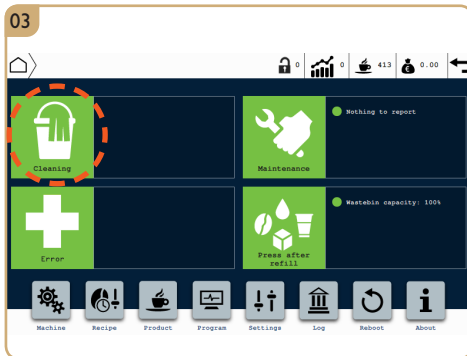 03
0
0
413
0.00
Cleaning
Nothing to report
Maintenance
Error
Wastebin capacity: 100%
Press after
refill
Machine
Recipe
Product
Program
Settings
Log
Reboot
About